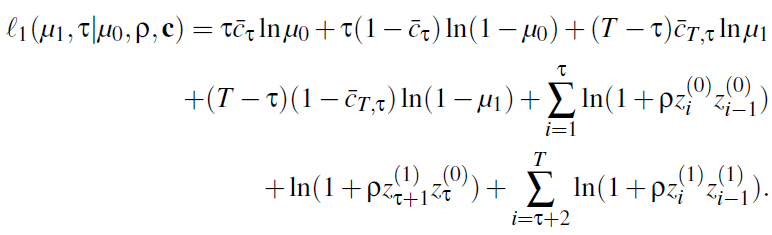 ℓ₁(μ₁, τ|μ₀, ρ, **c**) = τc̄_τ ln μ₀ + τ(1 − c̄_τ) ln(1 − μ₀) + (T − τ)c̄_{T,τ} ln μ₁
+(T − τ)(1 − c̄_{T,τ}) ln(1 − μ₁) + ∑_{i=1}^{τ} ln(1 + ρz_i^{(0)} z_{i−1}^{(0)})
+ ln(1 + ρz_{τ+1}^{(1)} z_τ^{(0)}) + ∑_{i=τ+2}^{T} ln(1 + ρz_i^{(1)} z_{i−1}^{(1)}).